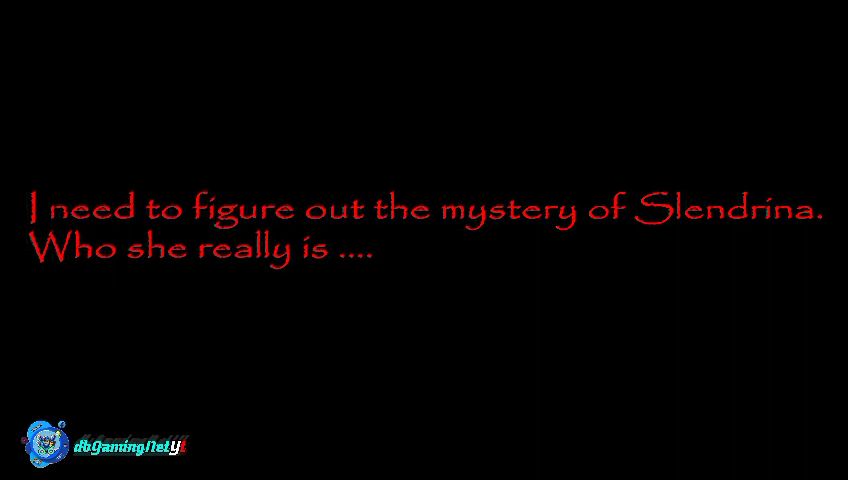 I need to figure out the mystery of Slendrina.
Who she really is ....
dbGamingNetYt